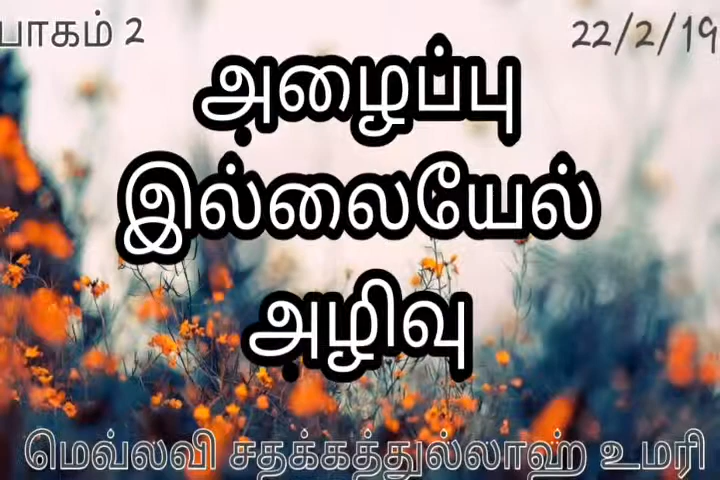 பாகம் 2
22/2/19
அழைப்பு
இல்லையேல்
அழிவு
மெவ்லவி சதக்கத்துல்லாஹ் உமரி